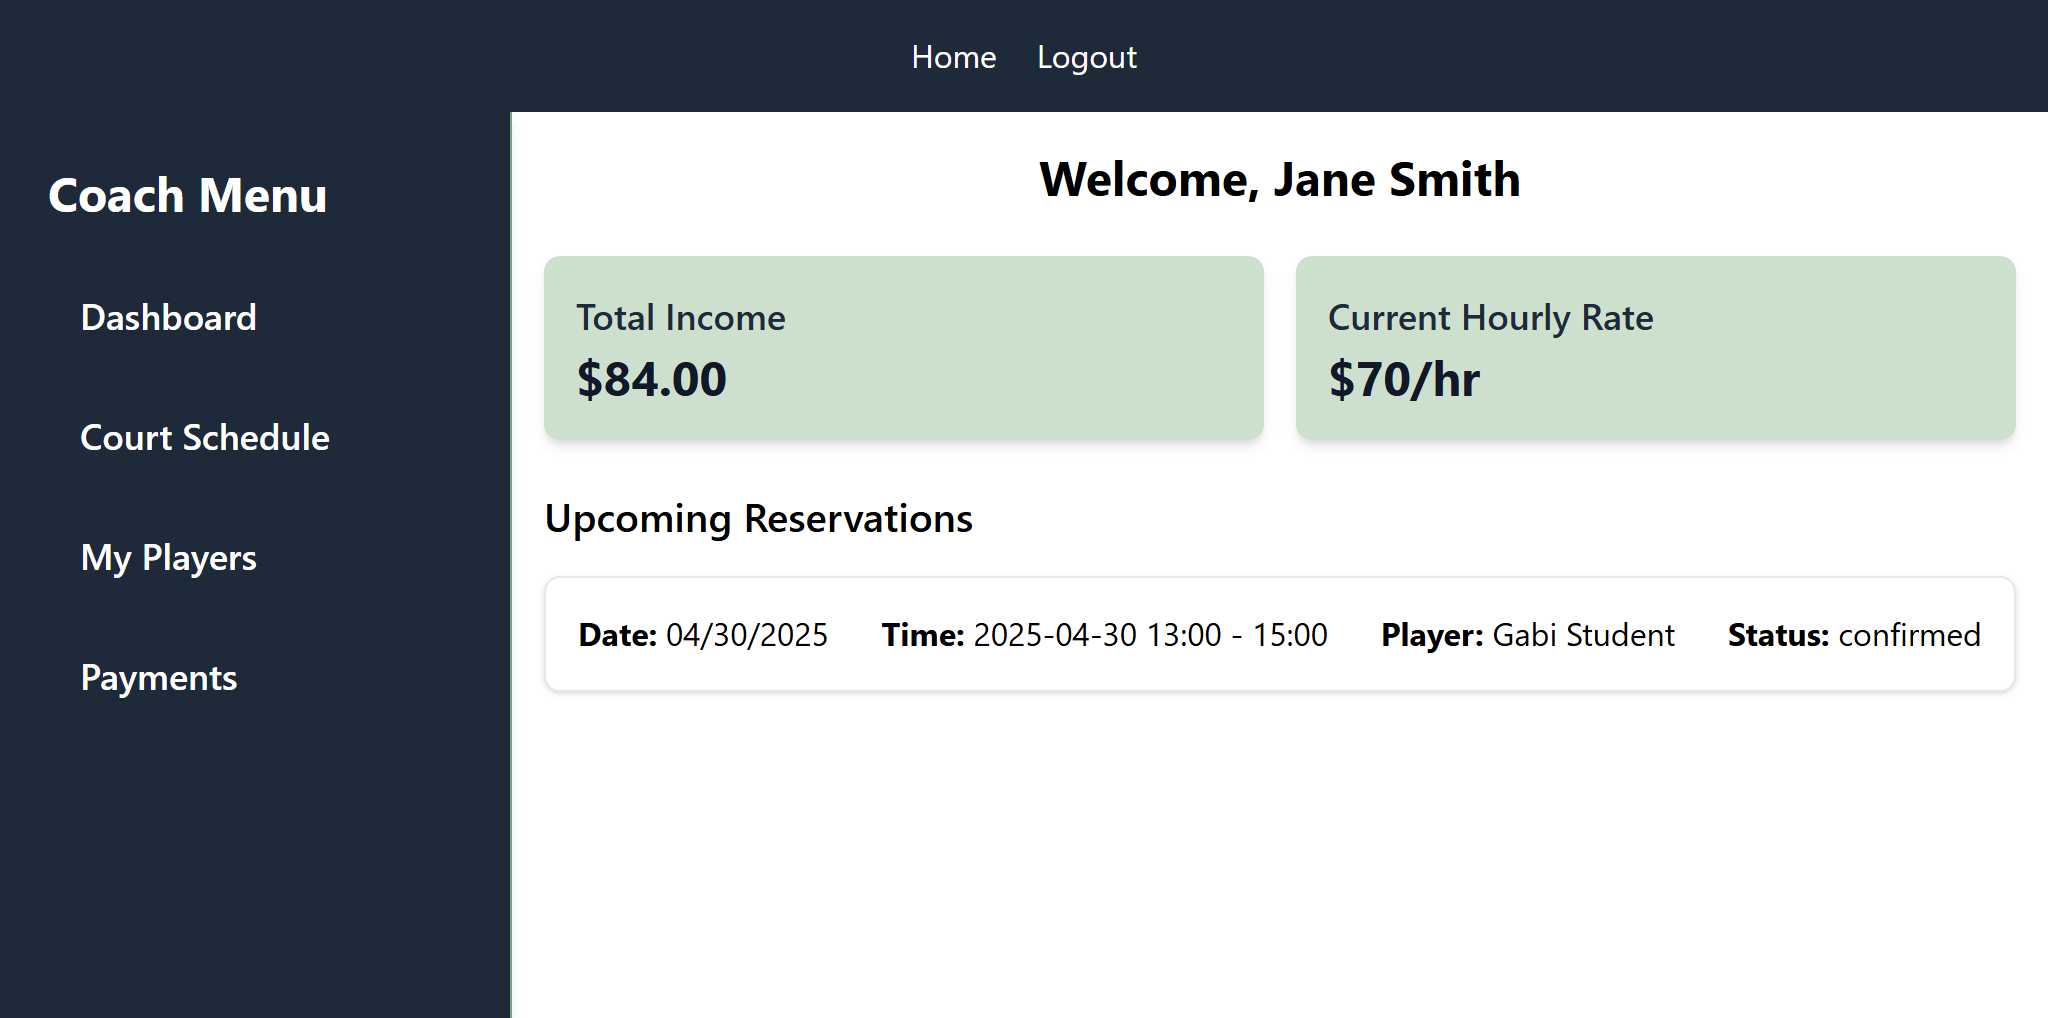 Home Logout
Coach Menu
Dashboard
Court Schedule
My Players
Payments
Welcome, Jane Smith
Total Income
$84.00
Current Hourly Rate
$70/hr
Upcoming Reservations
Date: 04/30/2025 Time: 2025-04-30 13:00 - 15:00 Player: Gabi Student Status: confirmed